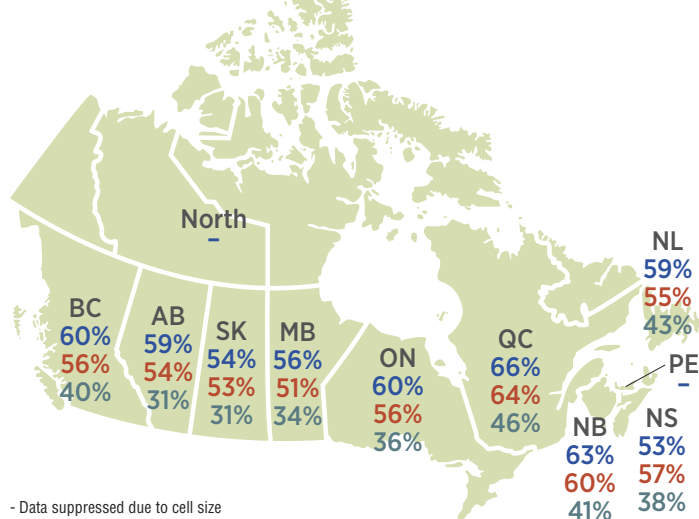 North
–
NL
59%
55%
43%
BC
60%
56%
40%
AB
59%
54%
31%
SK
54%
53%
31%
MB
56%
51%
34%
ON
60%
56%
36%
QC
66%
64%
46%
PE
–
NB
63%
60%
41%
NS
53%
57%
38%
- Data suppressed due to cell size